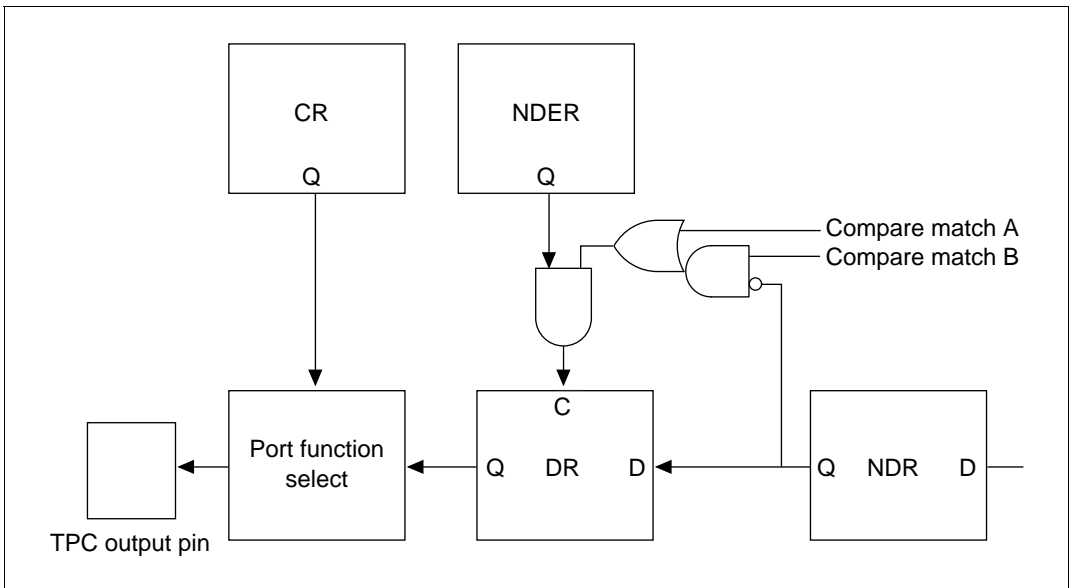 CR
NDER
Q
Q
Compare match A
Compare match B
C
Port function
select
Q
DR
D
Q
NDR
D
TPC output pin